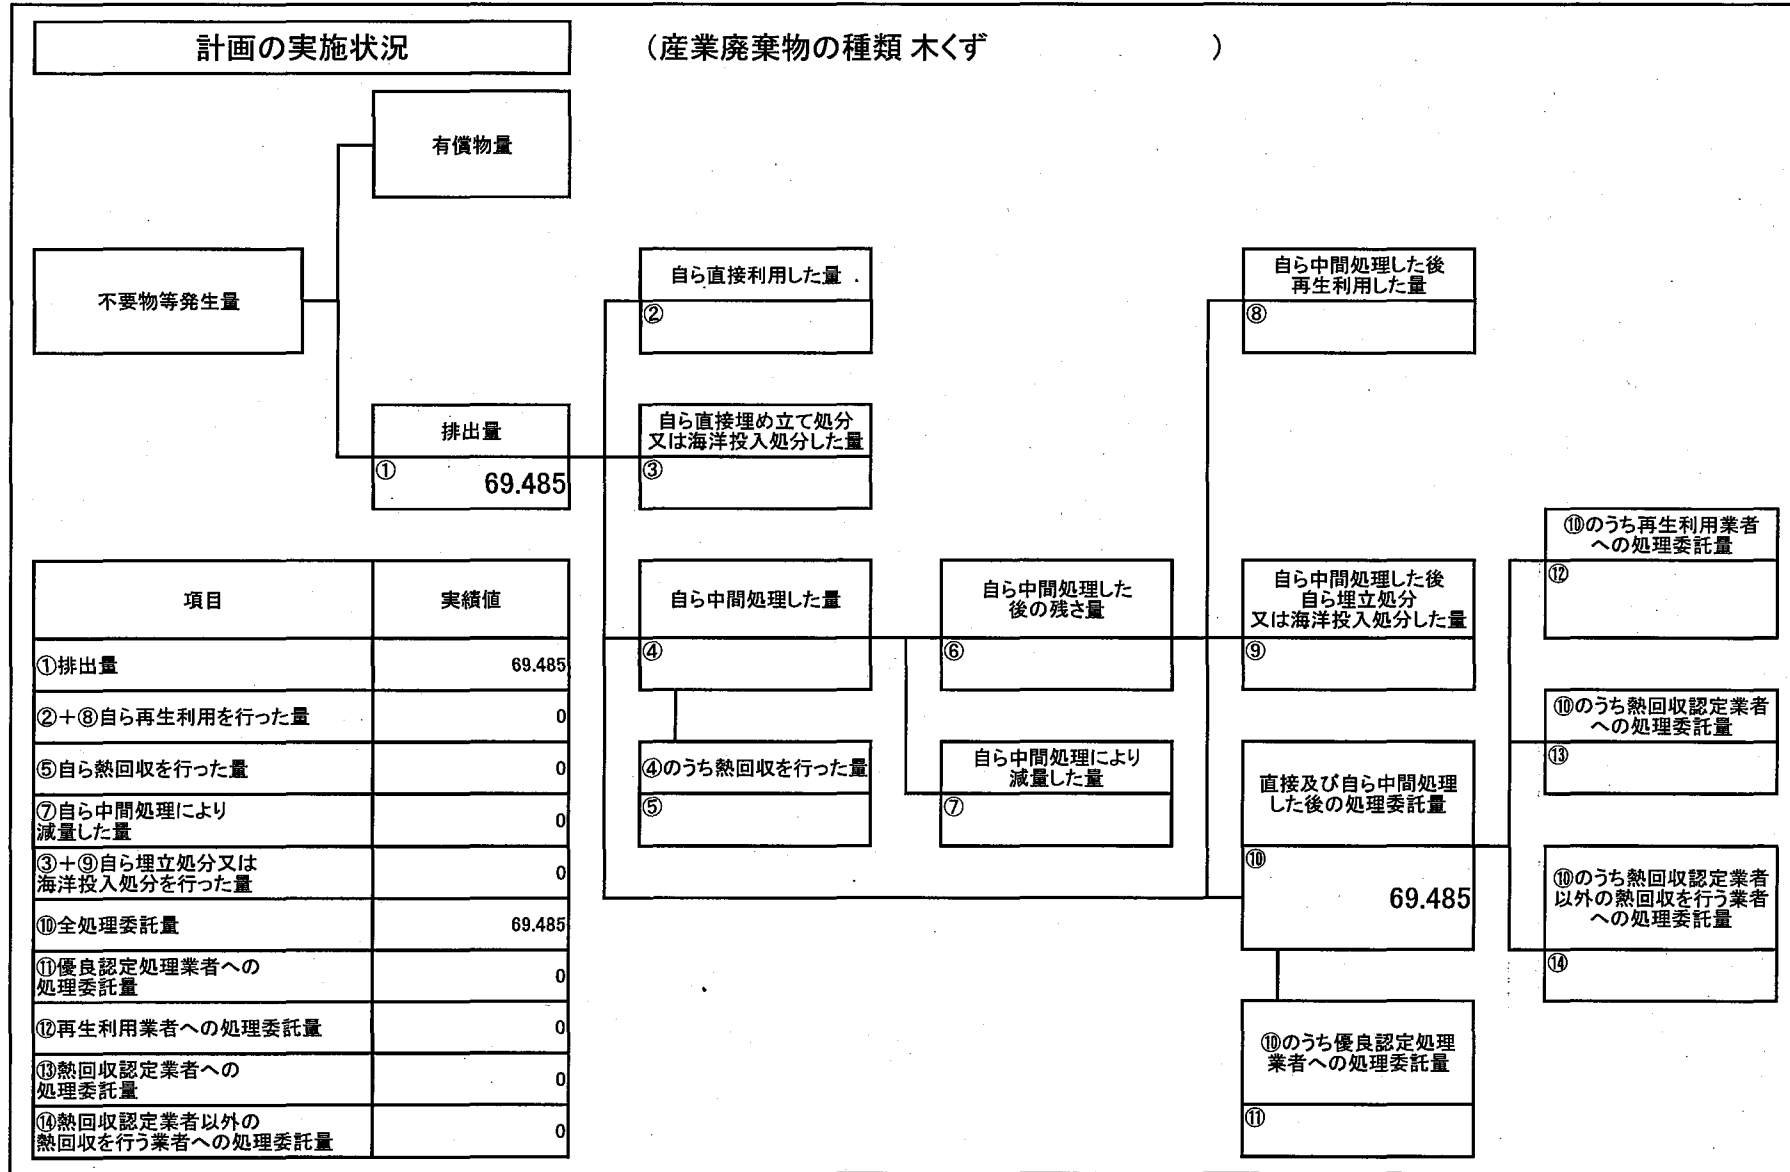 計画の実施状況
（産業廃棄物の種類 木くず ）
有償物量
不要物等発生量
排出量
①
69.485
自ら直接利用した量
②
自ら直接埋め立て処分
又は海洋投入処分した量
③
自ら中間処理した量
④
④のうち熱回収を行った量
⑤
自ら中間処理した
後の残さ量
⑥
自ら中間処理により
減量した量
⑦
自ら中間処理した後
再生利用した量
⑧
自ら中間処理した後
自ら埋立処分
又は海洋投入処分した量
⑨
直接及び自ら中間処理
した後の処理委託量
⑩
69.485
⑩のうち優良認定処理
業者への処理委託量
⑪
⑩のうち再生利用業者
への処理委託量
⑫
⑩のうち熱回収認定業者
への処理委託量
⑬
⑩のうち熱回収認定業者
以外の熱回収を行う業者
への処理委託量
⑭
項目 実績値
①排出量 69.485
②＋⑧自ら再生利用を行った量 0
⑤自ら熱回収を行った量 0
⑦自ら中間処理により
減量した量 0
③＋⑨自ら埋立処分又は
海洋投入処分を行った量 0
⑩全処理委託量 69.485
⑪優良認定処理業者への
処理委託量 0
⑫再生利用業者への処理委託量 0
⑬熱回収認定業者への
処理委託量 0
⑭熱回収認定業者以外の
熱回収を行う業者への処理委託量 0